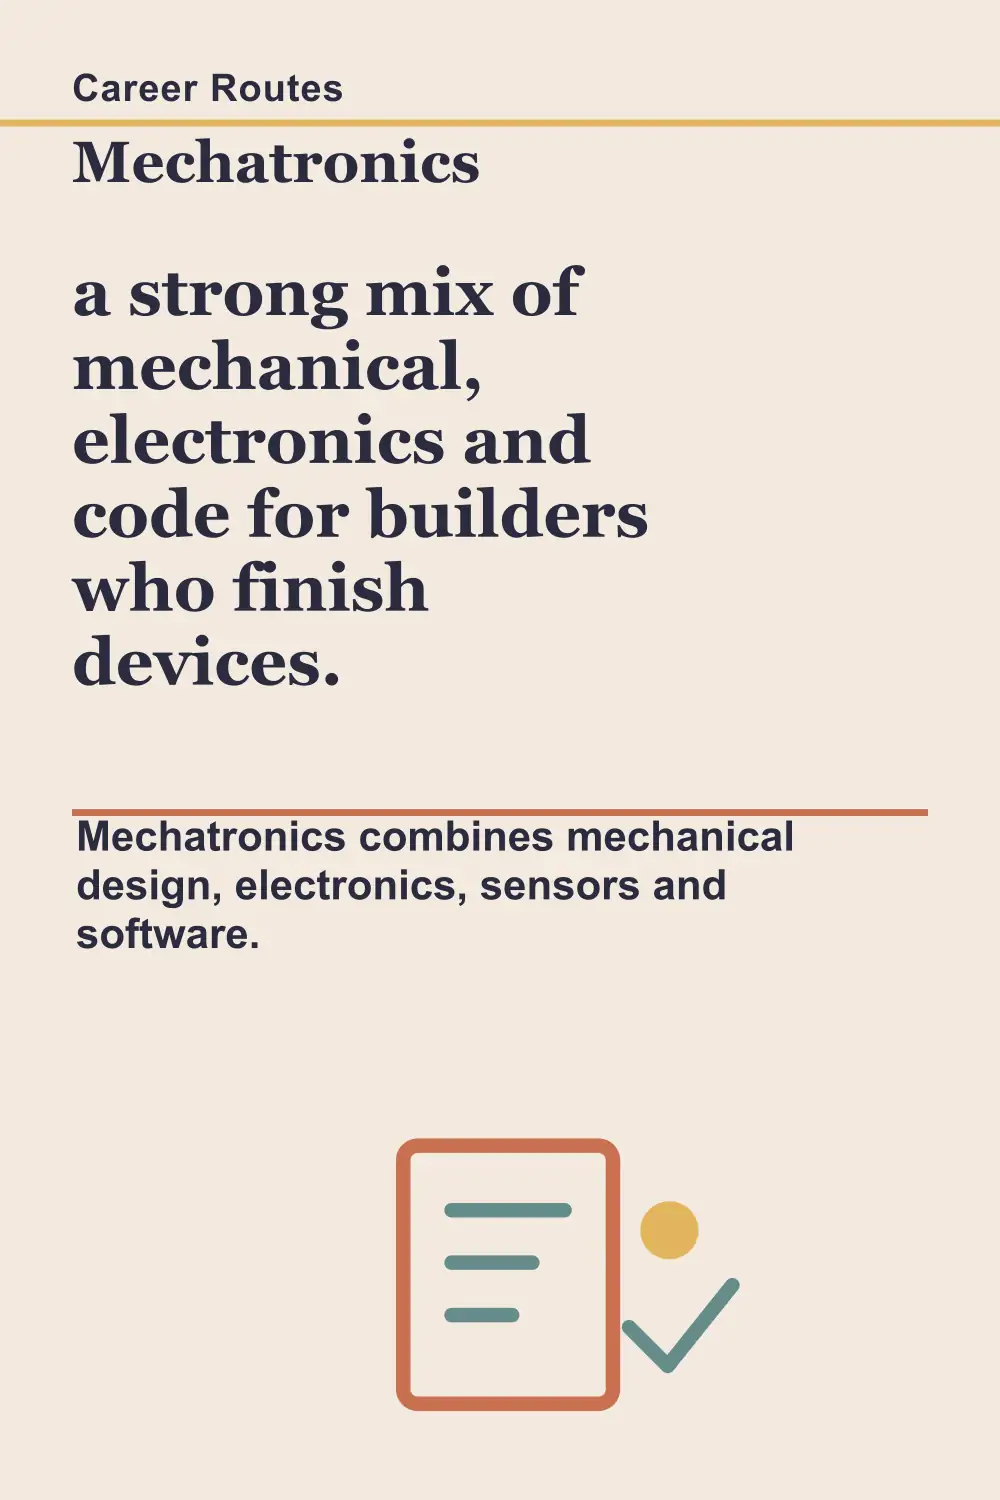 Career Routes
Mechatronics
a strong mix of
mechanical,
electronics and
code for builders
who finish
devices.
Mechatronics combines mechanical
design, electronics, sensors and
software.